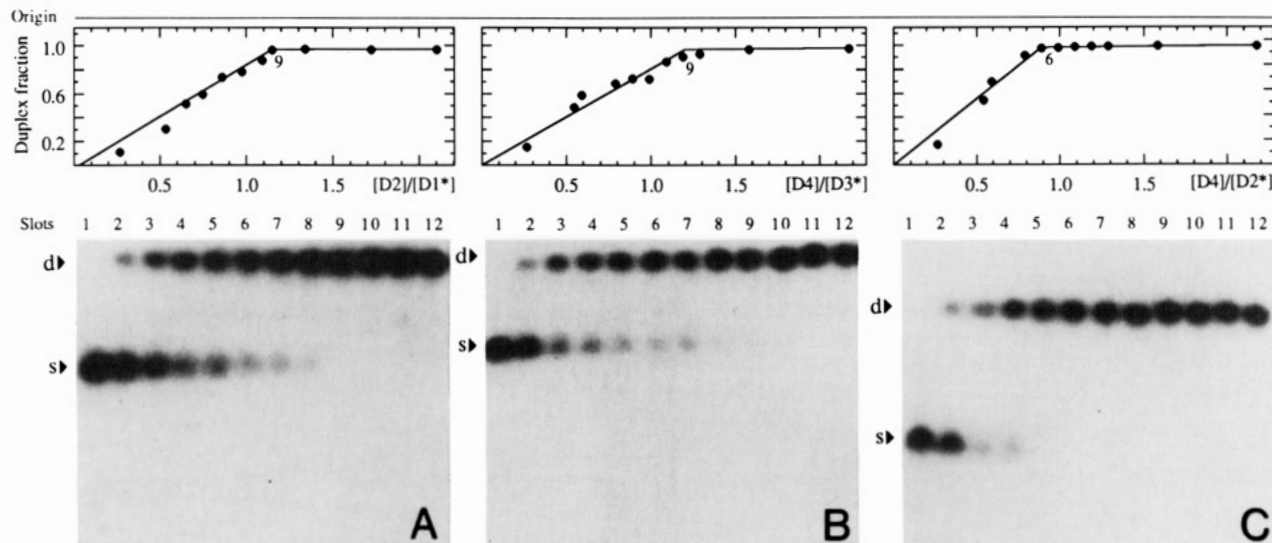 Origin
Duplex fraction
1.0
0.6
0.2
9
0.5 1.0 1.5 [D2]/[D1*]
9
0.5 1.0 1.5 [D4]/[D3*]
6
0.5 1.0 1.5 [D4]/[D2*]
Slots 1 2 3 4 5 6 7 8 9 10 11 12
d
s
A
1 2 3 4 5 6 7 8 9 10 11 12
d
s
B
1 2 3 4 5 6 7 8 9 10 11 12
d
s
C